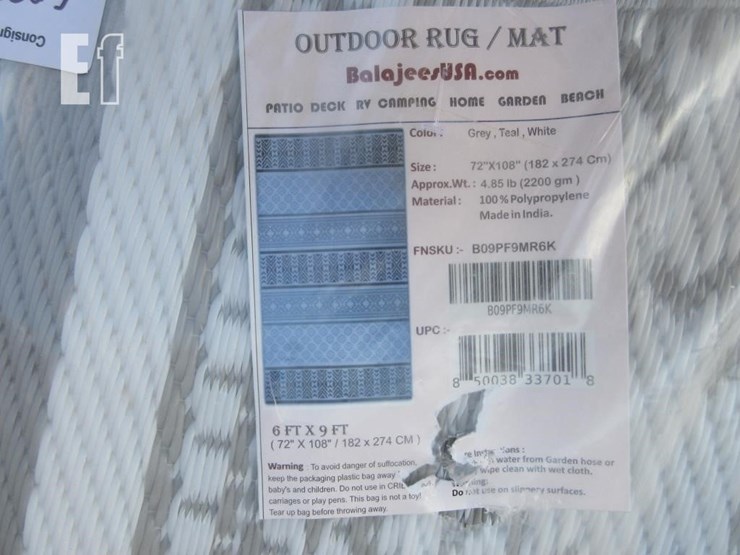 Consign
Ef
OUTDOOR RUG / MAT
BalajeesUSA.com
PATIO DECK RV CAMPING HOME GARDEN BEACH
Color : Grey , Teal , White
Size : 72"X108" (182 x 274 Cm)
Approx.Wt. : 4.85 lb (2200 gm )
Material : 100% Polypropylene
Made in India.
FNSKU :- B09PF9MR6K
B09PF9MR6K
UPC :-
8 50038 33701 8
6 FT X 9 FT
( 72" X 108" / 182 x 274 CM )
Warning : To avoid danger of suffocation,
keep the packaging plastic bag away
baby's and children. Do not use in
carriages or play pens. This bag is not a toy!
Tear up bag before throwing away.
water from Garden hose or
wipe clean with wet cloth,
Do not use on slippery surfaces.